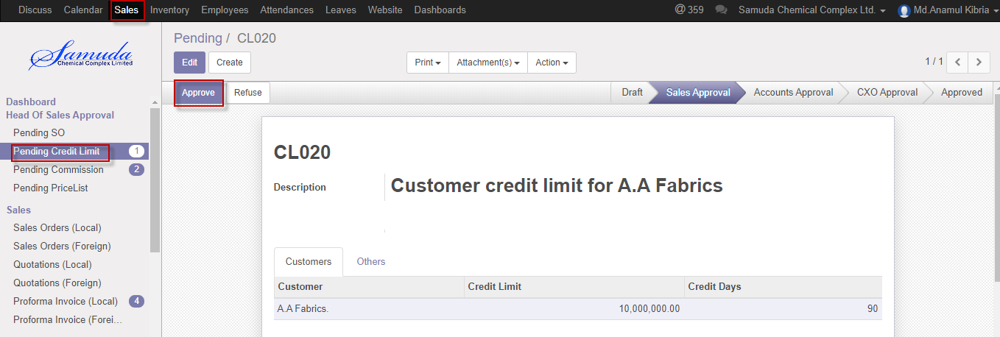 Discuss Calendar Sales Inventory Employees Attendances Leaves Website Dashboards @ 359 Samuda Chemical Complex Ltd. Md.Anamul Kibria
Samuda
Chemical Complex Limited
Dashboard
Head Of Sales Approval
Pending SO
Pending Credit Limit 1
Pending Commission 2
Pending PriceList
Sales
Sales Orders (Local)
Sales Orders (Foreign)
Quotations (Local)
Quotations (Foreign)
Proforma Invoice (Local) 4
Proforma Invoice (Forei...
Pending / CL020
Edit Create Print Attachment(s) Action 1 / 1
Approve Refuse Draft Sales Approval Accounts Approval CXO Approval Approved
CL020
Description Customer credit limit for A.A Fabrics
Customers Others
Customer Credit Limit Credit Days
A.A Fabrics. 10,000,000.00 90